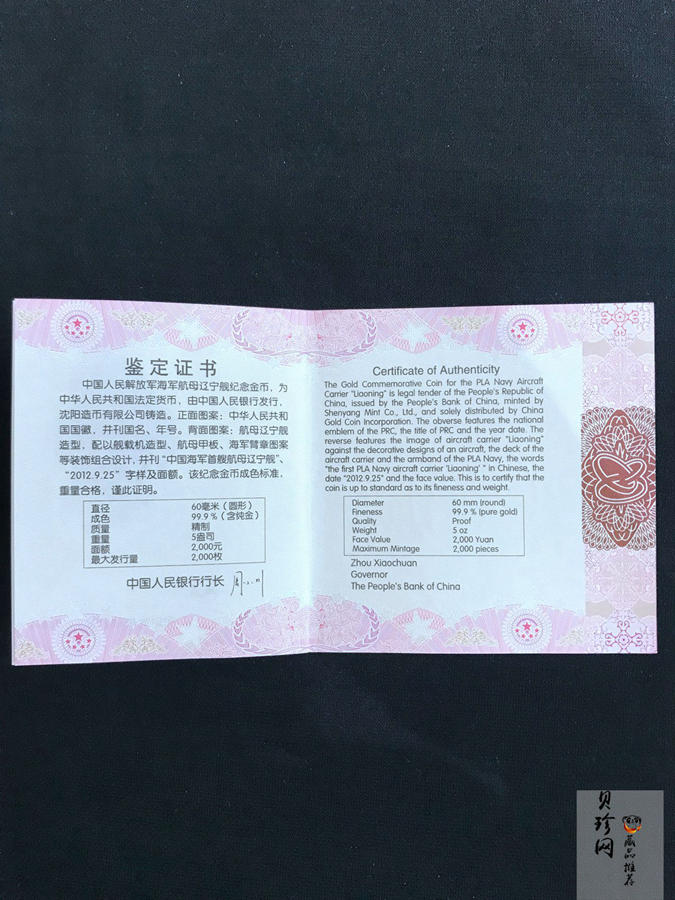 鉴定证书
中国人民解放军海军航母辽宁舰纪念金币，为
中华人民共和国法定货币，由中国人民银行发行，
沈阳造币有限公司铸造。正面图案：中华人民共和
国国徽，并刊国名、年号。背面图案：航母辽宁舰
造型，配以舰载机造型、航母甲板、海军臂章图案
等装饰组合设计，并刊“中国海军首艘航母辽宁舰”、
“2012.9.25”字样及面额。该纪念金币成色标准，
重量合格，谨此证明。
直径 60毫米（圆形）
成色 99.9％（含纯金）
质量 精制
重量 5盎司
面额 2,000元
最大发行量 2,000枚
中国人民银行行长
Certificate of Authenticity
The Gold Commemorative Coin for the PLA Navy Aircraft
Carrier "Liaoning" is legal tender of the People's Republic of
China, issued by the People's Bank of China, minted by
Shenyang Mint Co., Ltd., and solely distributed by China
Gold Coin Incorporation. The obverse features the national
emblem of the PRC, the title of PRC and the year date. The
reverse features the image of aircraft carrier "Liaoning"
against the decorative designs of an aircraft, the deck of the
aircraft carrier and the armband of the PLA Navy, the words
"the first PLA Navy aircraft carrier 'Liaoning' " in Chinese, the
date "2012.9.25" and the face value. This is to certify that the
coin is up to standard as to its fineness and weight.
Diameter 60 mm (round)
Fineness 99.9 % (pure gold)
Quality Proof
Weight 5 oz
Face Value 2,000 Yuan
Maximum Mintage 2,000 pieces
Zhou Xiaochuan
Governor
The People's Bank of China
贝珍网
藏品推荐